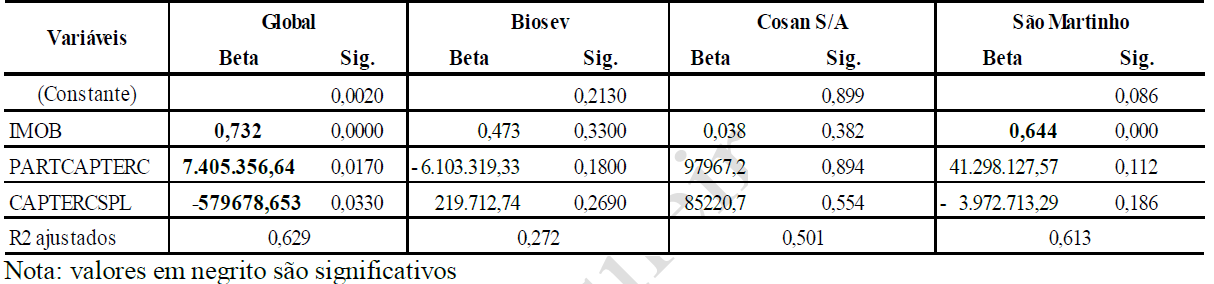 Variáveis Global Biosev Cosan S/A São Martinho
Beta Sig. Beta Sig. Beta Sig. Beta Sig.
(Constante) 0,0020 0,2130 0,899 0,086
IMOB 0,732 0,0000 0,473 0,3300 0,038 0,382 0,644 0,000
PARTCAPTERC 7.405.356,64 0,0170 - 6.103.319,33 0,1800 97967,2 0,894 41.298.127,57 0,112
CAPTERCSPL -579678,653 0,0330 219.712,74 0,2690 85220,7 0,554 - 3.972.713,29 0,186
R2 ajustados 0,629 0,272 0,501 0,613
Nota: valores em negrito são significativos